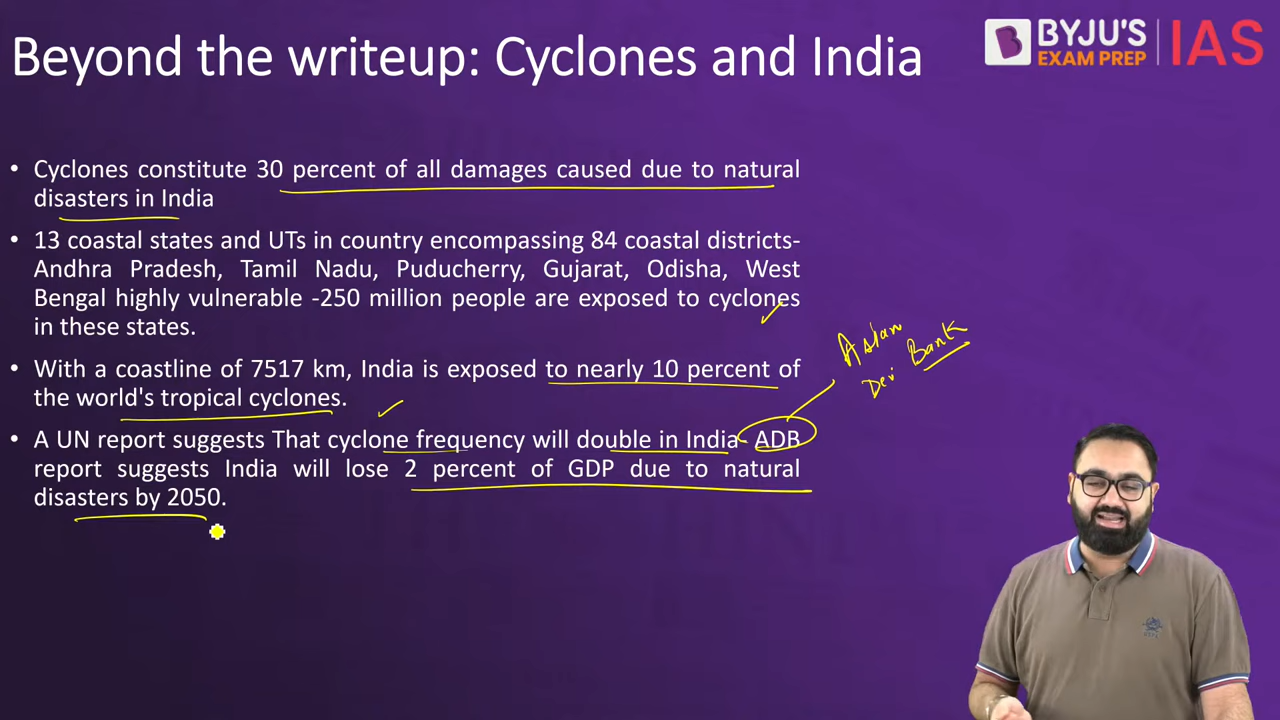 Beyond the writeup: Cyclones and India
BYJU'S
EXAM PREP
IAS
• Cyclones constitute 30 percent of all damages caused due to natural
disasters in India
• 13 coastal states and UTs in country encompassing 84 coastal districts-
Andhra Pradesh, Tamil Nadu, Puducherry, Gujarat, Odisha, West
Bengal highly vulnerable -250 million people are exposed to cyclones
in these states.
• With a coastline of 7517 km, India is exposed to nearly 10 percent of
the world's tropical cyclones.
• A UN report suggests That cyclone frequency will double in India- ADB
report suggests India will lose 2 percent of GDP due to natural
disasters by 2050.
Asian
Dev Bank